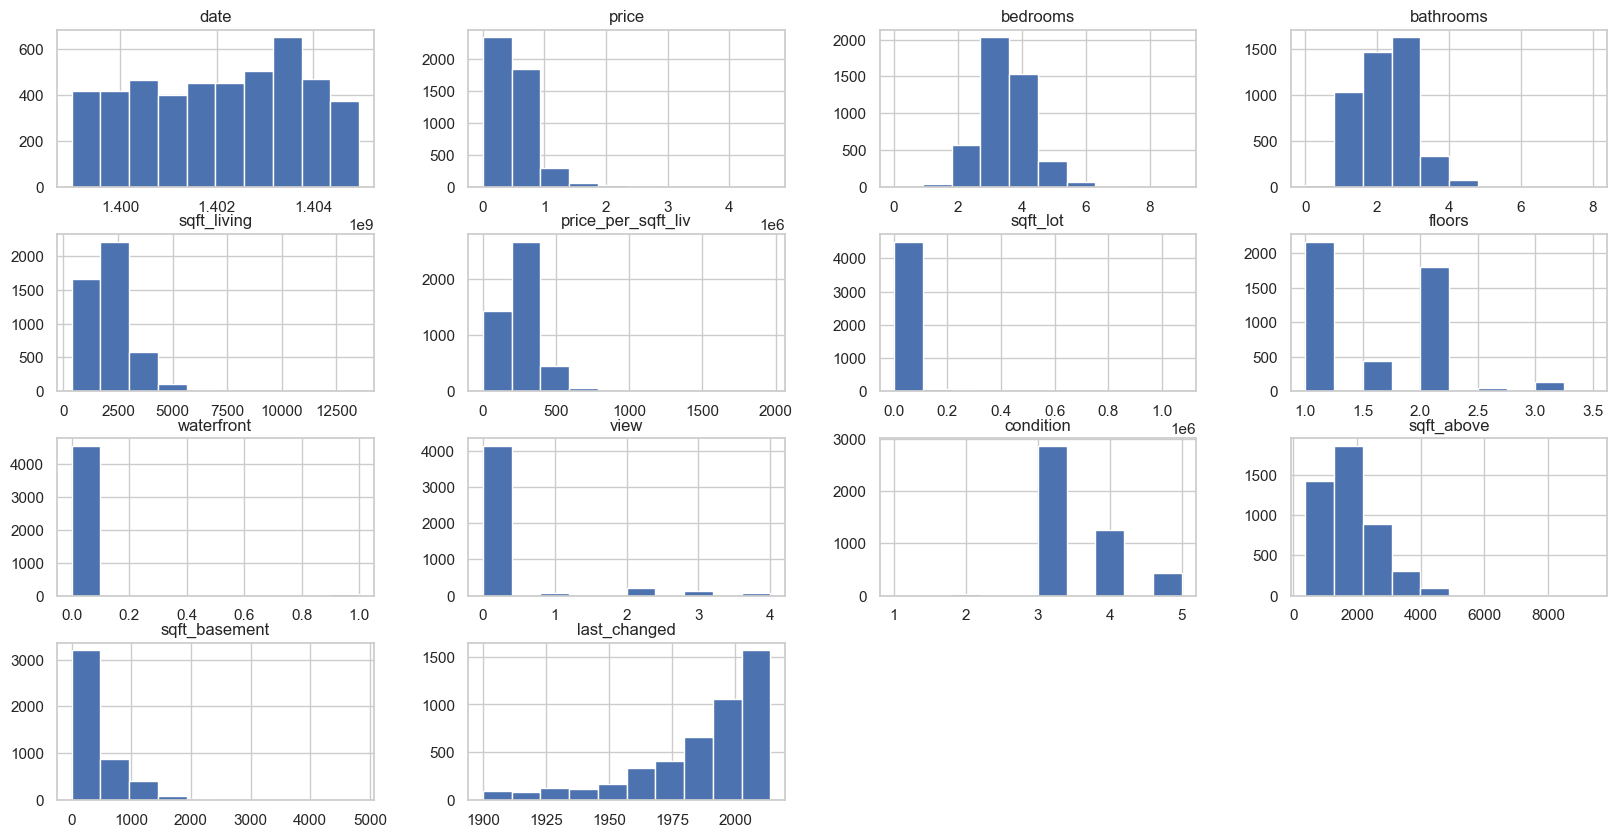 date price bedrooms bathrooms
600
400
200
0
1.400 1.402 1.404
1e9
2000
1500
1000
500
0
0 1 2 3 4
1e6
2000
1500
1000
500
0
0 2 4 6 8
1500
1000
500
0
0 2 4 6 8
sqft_living price_per_sqft_liv sqft_lot floors
2000
1500
1000
500
0
0 2500 5000 7500 10000 12500
2000
1000
0
0 500 1000 1500 2000
4000
3000
2000
1000
0
0.0 0.2 0.4 0.6 0.8 1.0
1e6
2000
1500
1000
500
0
1.0 1.5 2.0 2.5 3.0 3.5
waterfront view condition sqft_above
4000
3000
2000
1000
0
0.0 0.2 0.4 0.6 0.8 1.0
4000
3000
2000
1000
0
0 1 2 3 4
3000
2000
1000
0
1 2 3 4 5
1500
1000
500
0
0 2000 4000 6000 8000
sqft_basement last_changed
3000
2000
1000
0
0 1000 2000 3000 4000 5000
1500
1000
500
0
1900 1925 1950 1975 2000